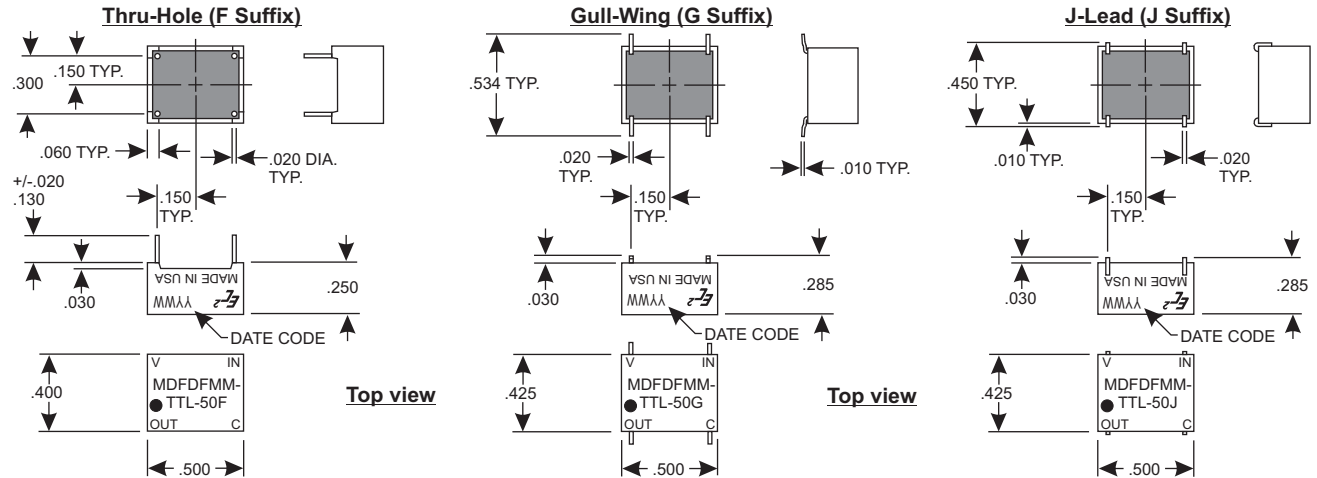 Thru-Hole (F Suffix)
.300
.150 TYP.
.060 TYP.
.020 DIA.
TYP.
+/-.020
.130
.150
TYP.
.030
MADE IN USA
YYWW
EC²
.250
DATE CODE
.400
V IN
MDFDFMM-
TTL-50F
OUT C
.500
Top view
Gull-Wing (G Suffix)
.534 TYP.
.020
TYP.
.010 TYP.
.150
TYP.
.030
MADE IN USA
YYWW
EC²
.285
DATE CODE
.425
V IN
MDFDFMM-
TTL-50G
OUT C
.500
Top view
J-Lead (J Suffix)
.450 TYP.
.010 TYP.
.020
TYP.
.150
TYP.
.030
MADE IN USA
YYWW
EC²
.285
DATE CODE
.425
V IN
MDFDFMM-
TTL-50J
OUT C
.500